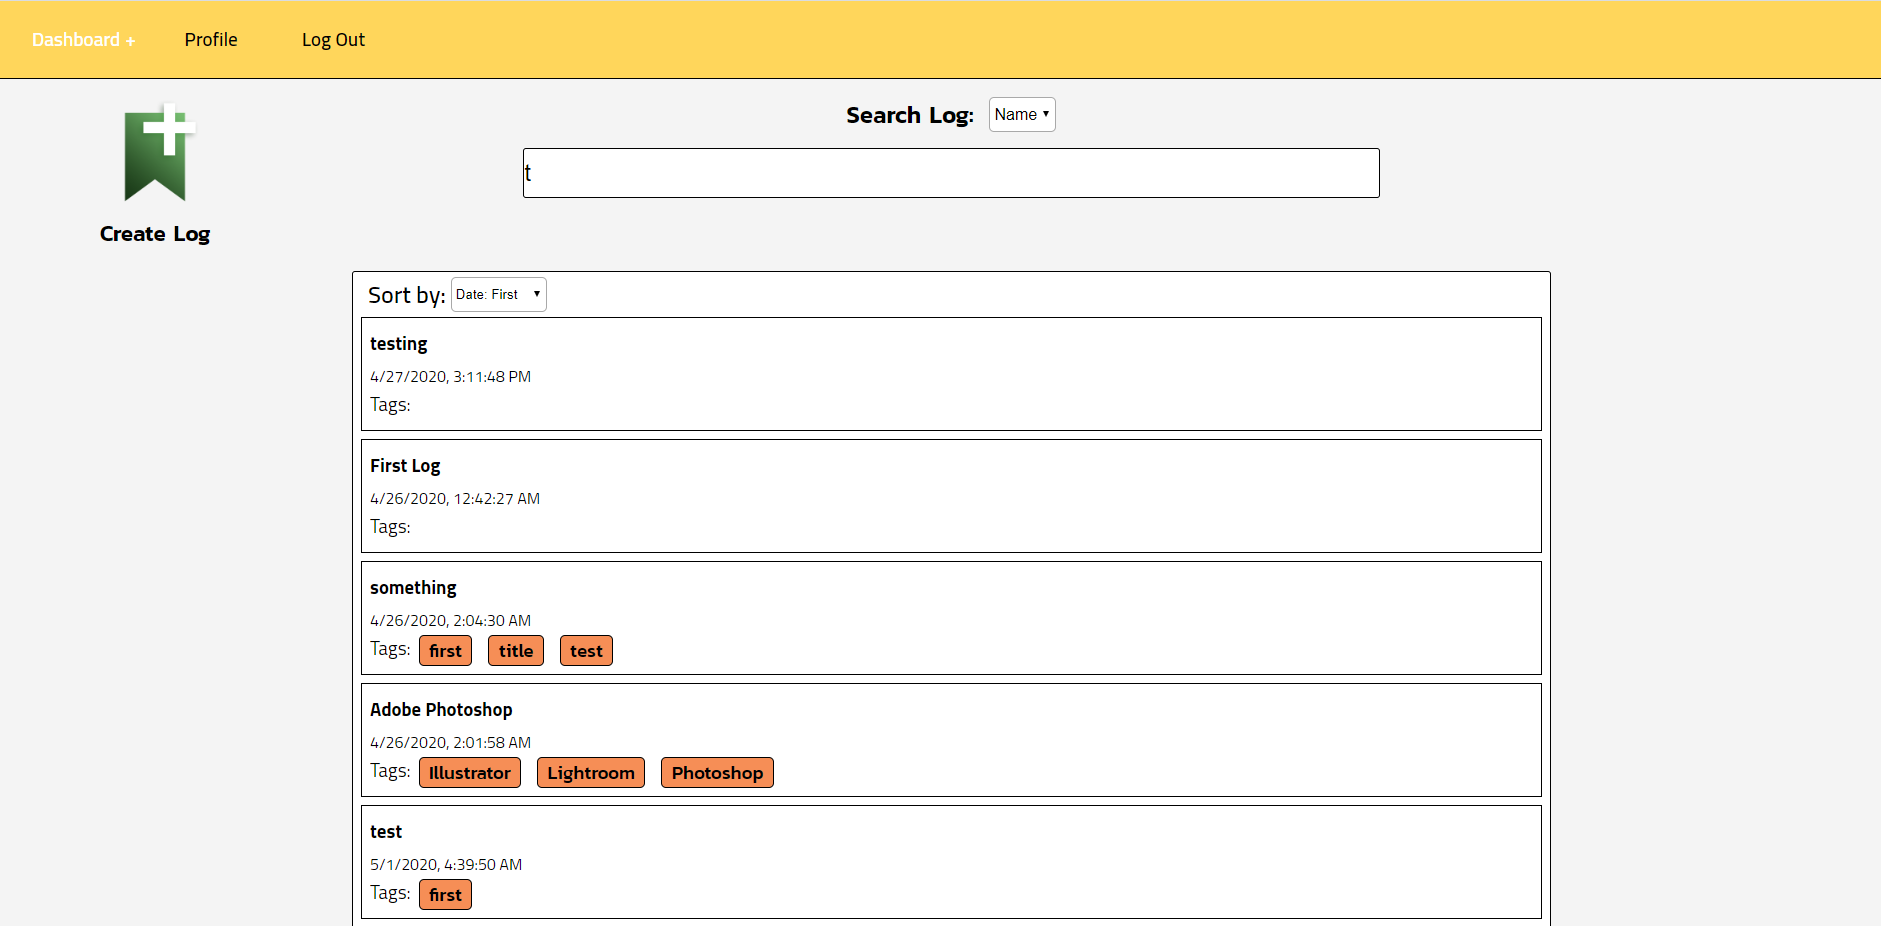 Dashboard + Profile Log Out
Search Log: Name
t
Create Log
Sort by: Date: First
testing
4/27/2020, 3:11:48 PM
Tags:
First Log
4/26/2020, 12:42:27 AM
Tags:
something
4/26/2020, 2:04:30 AM
Tags: first title test
Adobe Photoshop
4/26/2020, 2:01:58 AM
Tags: Illustrator Lightroom Photoshop
test
5/1/2020, 4:39:50 AM
Tags: first